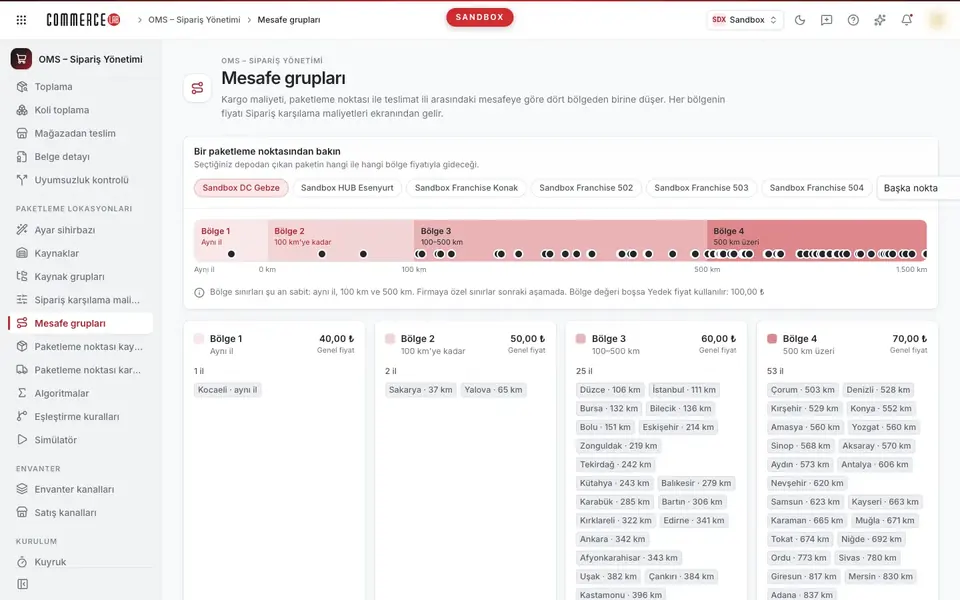 COMMERCE
OMS – Sipariş Yönetimi
Mesafe grupları
SANDBOX
SDX Sandbox
OMS – Sipariş Yönetimi
Toplama
Koli toplama
Mağazadan teslim
Belge detayı
Uyumsuzluk kontrolü
PAKETLEME LOKASYONLARI
Ayar sihirbazı
Kaynaklar
Kaynak grupları
Sipariş karşılama mali...
Mesafe grupları
Paketleme noktası kay...
Paketleme noktası kar...
Algoritmalar
Eşleştirme kuralları
Simülatör
ENVANTER
Envanter kanalları
Satış kanalları
KURULUM
Kuyruk
OMS – SİPARİŞ YÖNETİMİ
Mesafe grupları
Kargo maliyeti, paketleme noktası ile teslimat ili arasındaki mesafeye göre dört bölgeden birine düşer. Her bölgenin
fiyatı Sipariş karşılama maliyetleri ekranından gelir.
Bir paketleme noktasından bakın
Seçtiğiniz depodan çıkan paketin hangi ile hangi bölge fiyatıyla gideceği.
Sandbox DC Gebze
Sandbox HUB Esenyurt
Sandbox Franchise Konak
Sandbox Franchise 502
Sandbox Franchise 503
Sandbox Franchise 504
Başka nokta
Bölge 1
Aynı il
Bölge 2
100 km'ye kadar
Bölge 3
100–500 km
Bölge 4
500 km üzeri
Aynı il
0 km
100 km
500 km
1.500 km
Bölge sınırları şu an sabit: aynı il, 100 km ve 500 km. Firmaya özel sınırlar sonraki aşamada. Bölge değeri boşsa Yedek fiyat kullanılır: 100,00 ₺
Bölge 1
Aynı il
40,00 ₺
Genel fiyat
1 il
Kocaeli · aynı il
Bölge 2
100 km'ye kadar
50,00 ₺
Genel fiyat
2 il
Sakarya · 37 km
Yalova · 65 km
Bölge 3
100–500 km
60,00 ₺
Genel fiyat
25 il
Düzce · 106 km
İstanbul · 111 km
Bursa · 132 km
Bilecik · 136 km
Bolu · 151 km
Eskişehir · 214 km
Zonguldak · 219 km
Tekirdağ · 242 km
Kütahya · 243 km
Balıkesir · 279 km
Karabük · 285 km
Bartın · 306 km
Kırklareli · 322 km
Edirne · 341 km
Ankara · 342 km
Afyonkarahisar · 343 km
Uşak · 382 km
Çankırı · 384 km
Kastamonu · 396 km
Bölge 4
500 km üzeri
70,00 ₺
Genel fiyat
53 il
Çorum · 503 km
Denizli · 528 km
Kırşehir · 529 km
Konya · 552 km
Amasya · 560 km
Yozgat · 560 km
Sinop · 568 km
Aksaray · 570 km
Aydın · 573 km
Antalya · 606 km
Nevşehir · 620 km
Samsun · 623 km
Kayseri · 663 km
Karaman · 665 km
Muğla · 671 km
Tokat · 674 km
Niğde · 692 km
Ordu · 773 km
Sivas · 780 km
Giresun · 817 km
Mersin · 830 km
Adana · 837 km